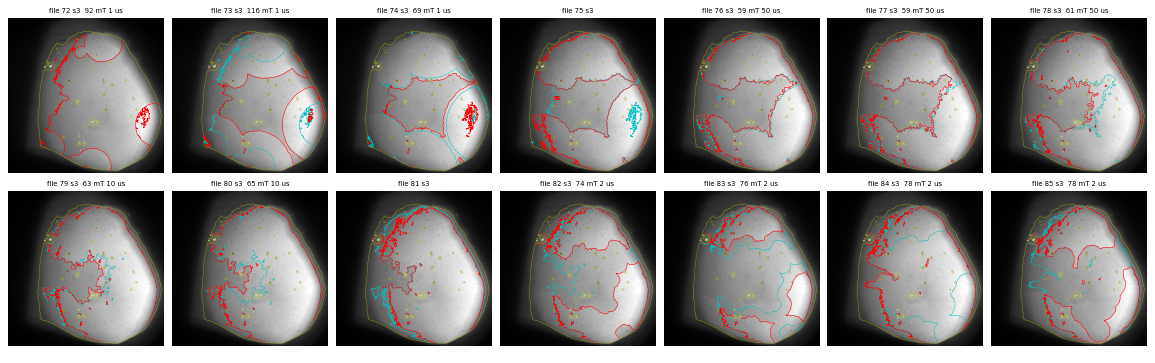 file 72 s3  92 mT 1 us
file 73 s3  116 mT 1 us
file 74 s3  69 mT 1 us
file 75 s3
file 76 s3  59 mT 50 us
file 77 s3  59 mT 50 us
file 78 s3  61 mT 50 us
file 79 s3  63 mT 10 us
file 80 s3  65 mT 10 us
file 81 s3
file 82 s3  74 mT 2 us
file 83 s3  76 mT 2 us
file 84 s3  78 mT 2 us
file 85 s3  78 mT 2 us